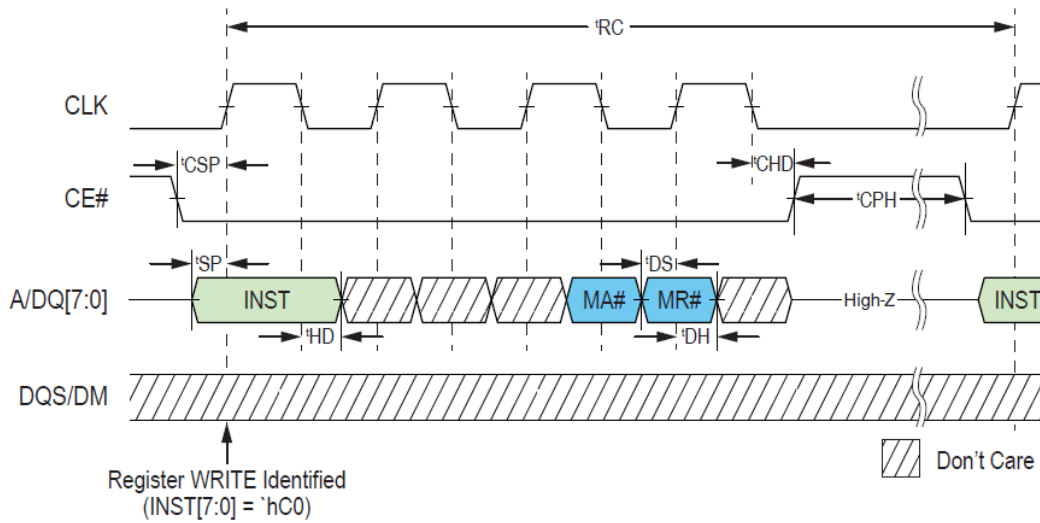 tRC
CLK
tCSP
tCHD
CE#
tCPH
tSP
tDS
A/DQ[7:0]
INST
MA#
MR#
High-Z
INST
tHD
tDH
DQS/DM
Register WRITE Identified
(INST[7:0] = `hC0)
Don't Care